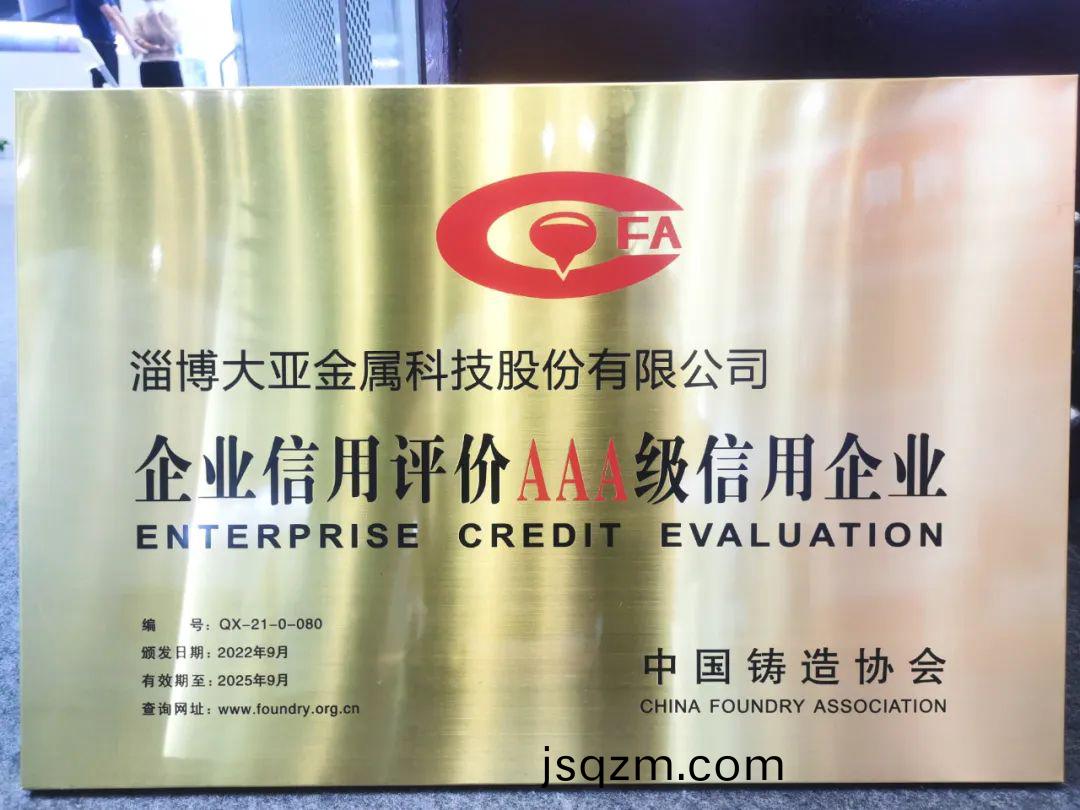 FA
淄博大亚金属科技股份有限公司
企业信用评价AAA级信用企业
ENTERPRISE CREDIT EVALUATION
编 号：QX-21-0-080
颁发日期：2022年9月
有效期至：2025年9月
查询网址：www.foundry.org.cn
中国铸造协会
CHINA FOUNDRY ASSOCIATION
jsqzm.com